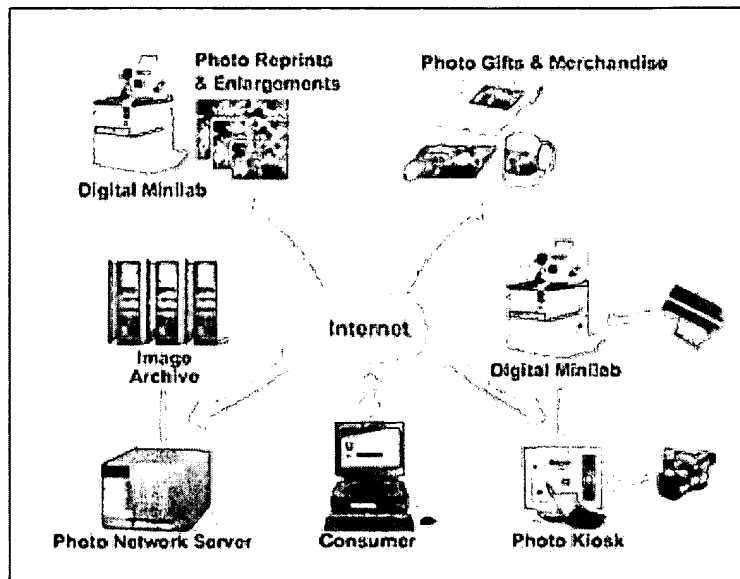 Photo Reprints
& Enlargements
Photo Gifts & Merchandise
Digital Minilab
Internet
Image
Archive
Digital Minilab
Photo Network Server
Consumer
Photo Kiosk